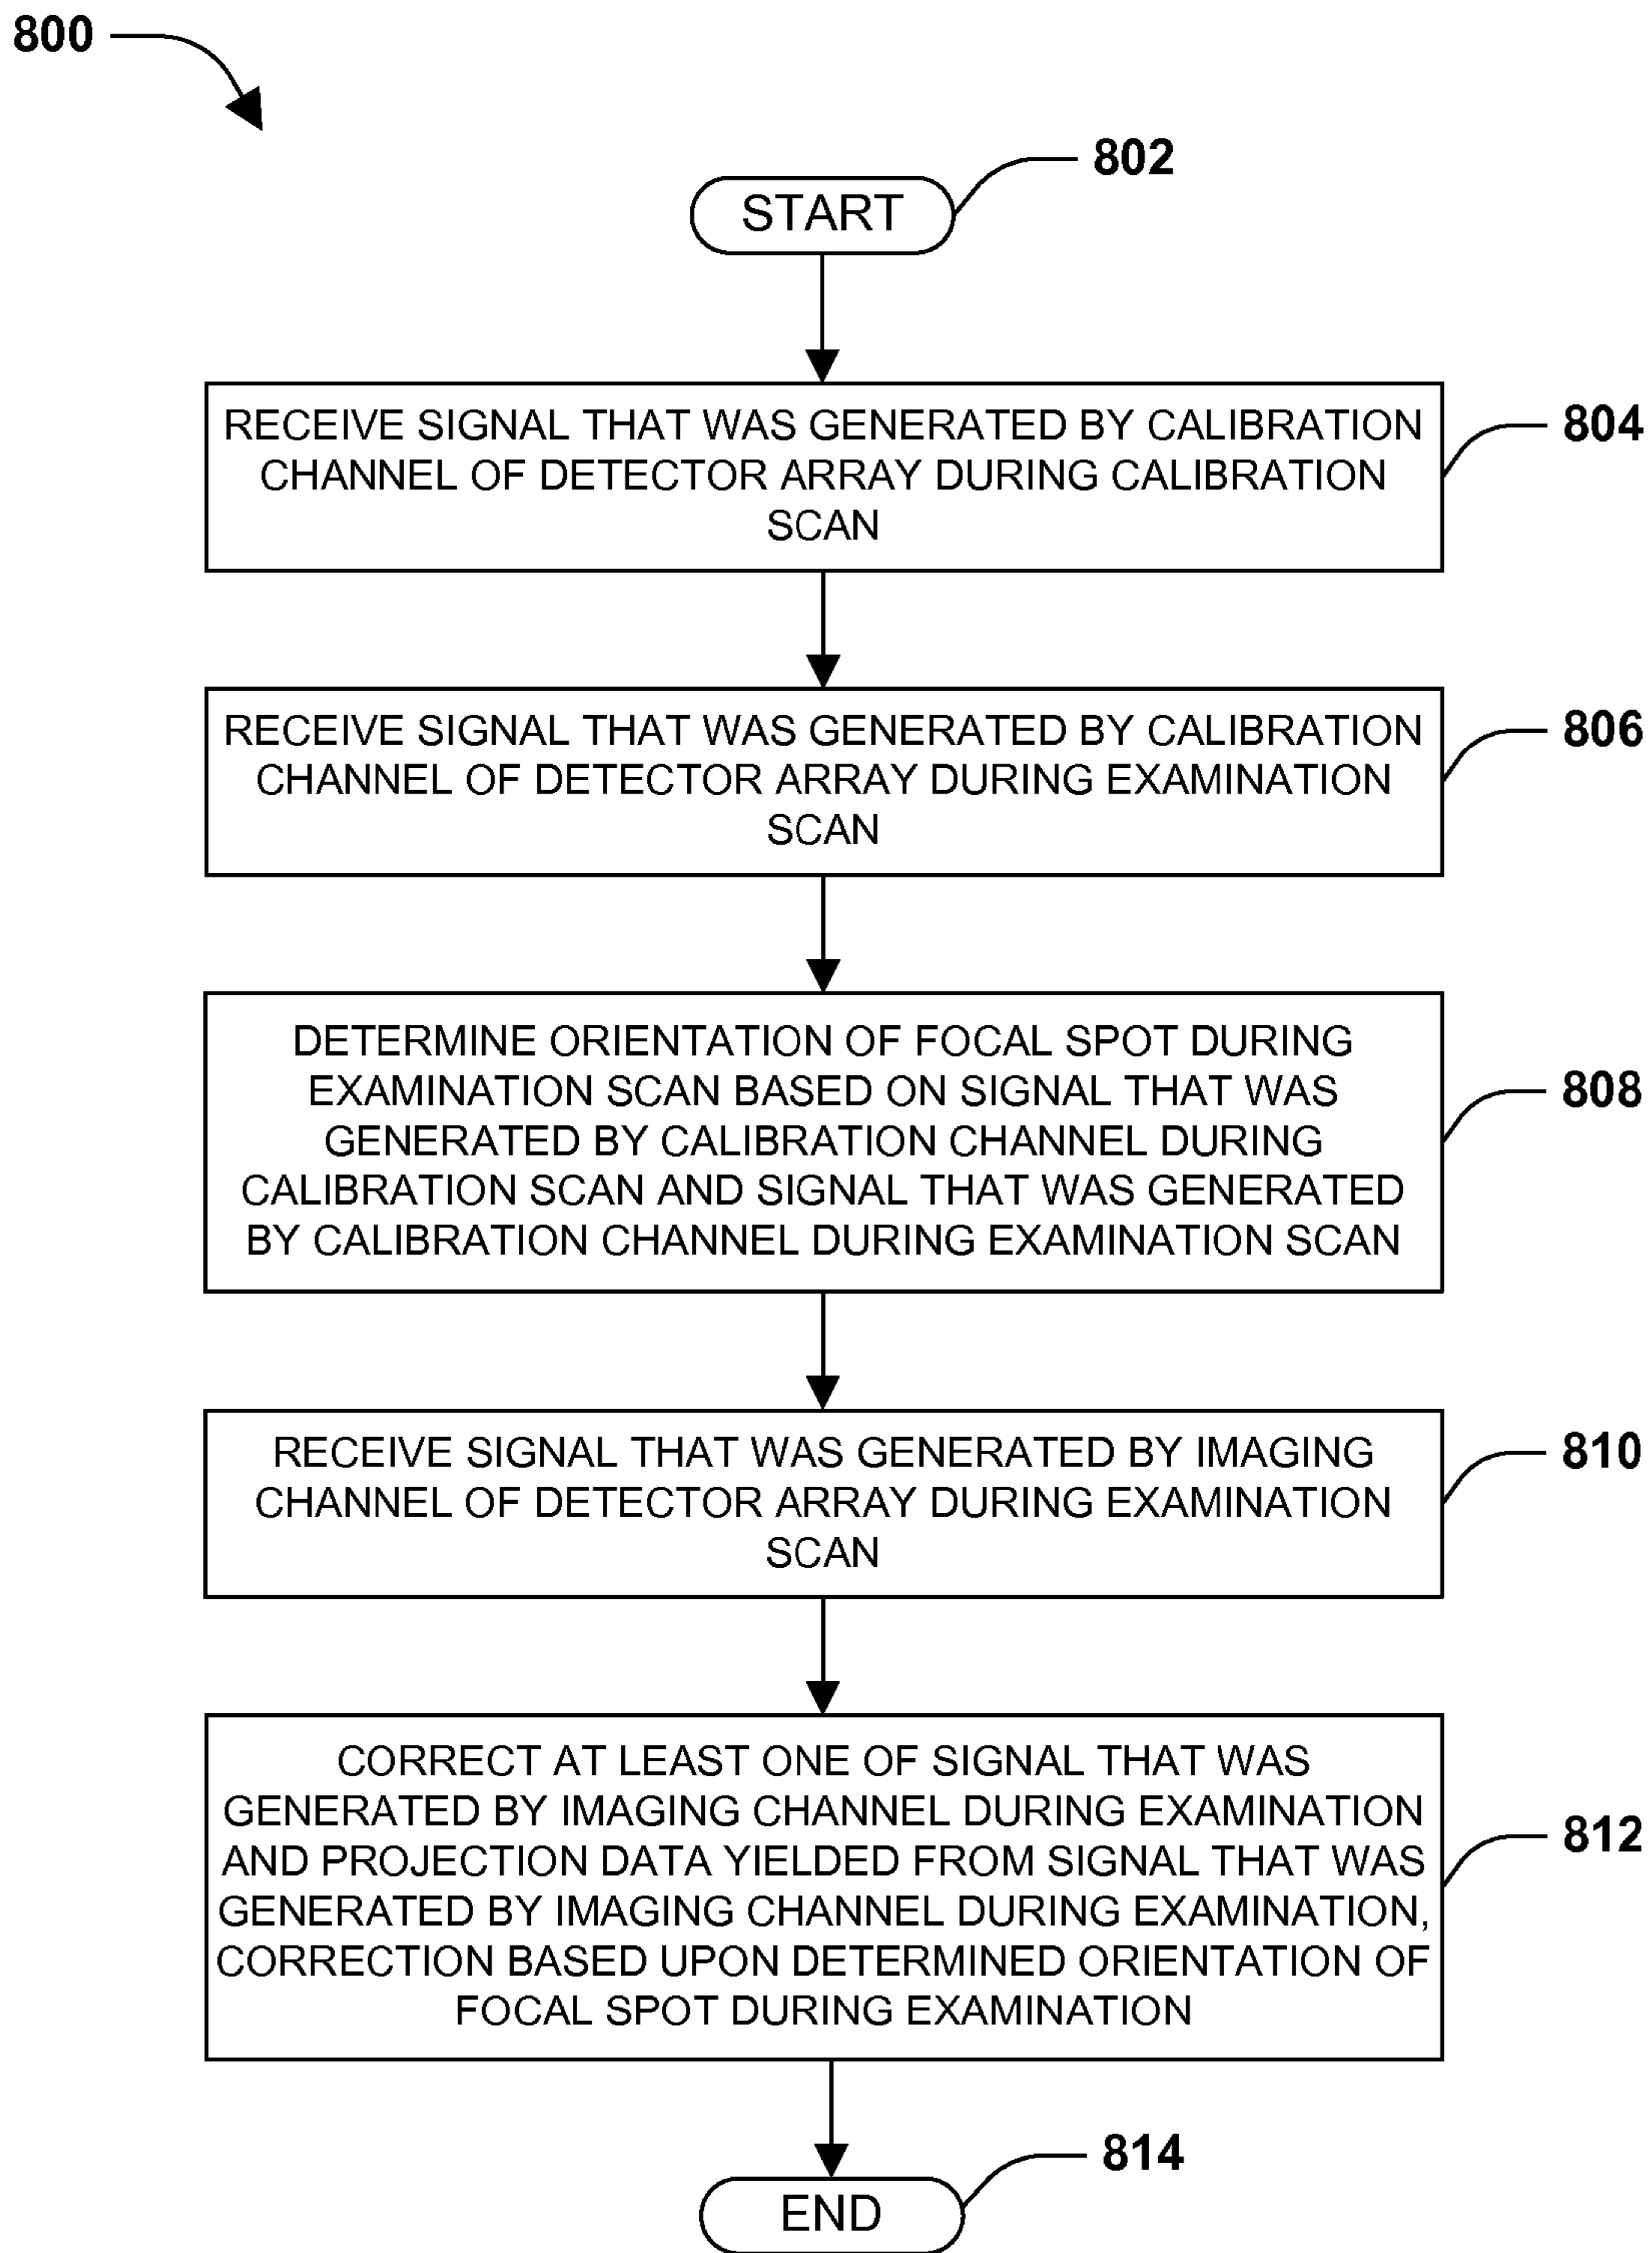 800
802
START
RECEIVE SIGNAL THAT WAS GENERATED BY CALIBRATION
CHANNEL OF DETECTOR ARRAY DURING CALIBRATION
SCAN
804
RECEIVE SIGNAL THAT WAS GENERATED BY CALIBRATION
CHANNEL OF DETECTOR ARRAY DURING EXAMINATION
SCAN
806
DETERMINE ORIENTATION OF FOCAL SPOT DURING
EXAMINATION SCAN BASED ON SIGNAL THAT WAS
GENERATED BY CALIBRATION CHANNEL DURING
CALIBRATION SCAN AND SIGNAL THAT WAS GENERATED
BY CALIBRATION CHANNEL DURING EXAMINATION SCAN
808
RECEIVE SIGNAL THAT WAS GENERATED BY IMAGING
CHANNEL OF DETECTOR ARRAY DURING EXAMINATION
SCAN
810
CORRECT AT LEAST ONE OF SIGNAL THAT WAS
GENERATED BY IMAGING CHANNEL DURING EXAMINATION
AND PROJECTION DATA YIELDED FROM SIGNAL THAT WAS
GENERATED BY IMAGING CHANNEL DURING EXAMINATION,
CORRECTION BASED UPON DETERMINED ORIENTATION OF
FOCAL SPOT DURING EXAMINATION
812
814
END